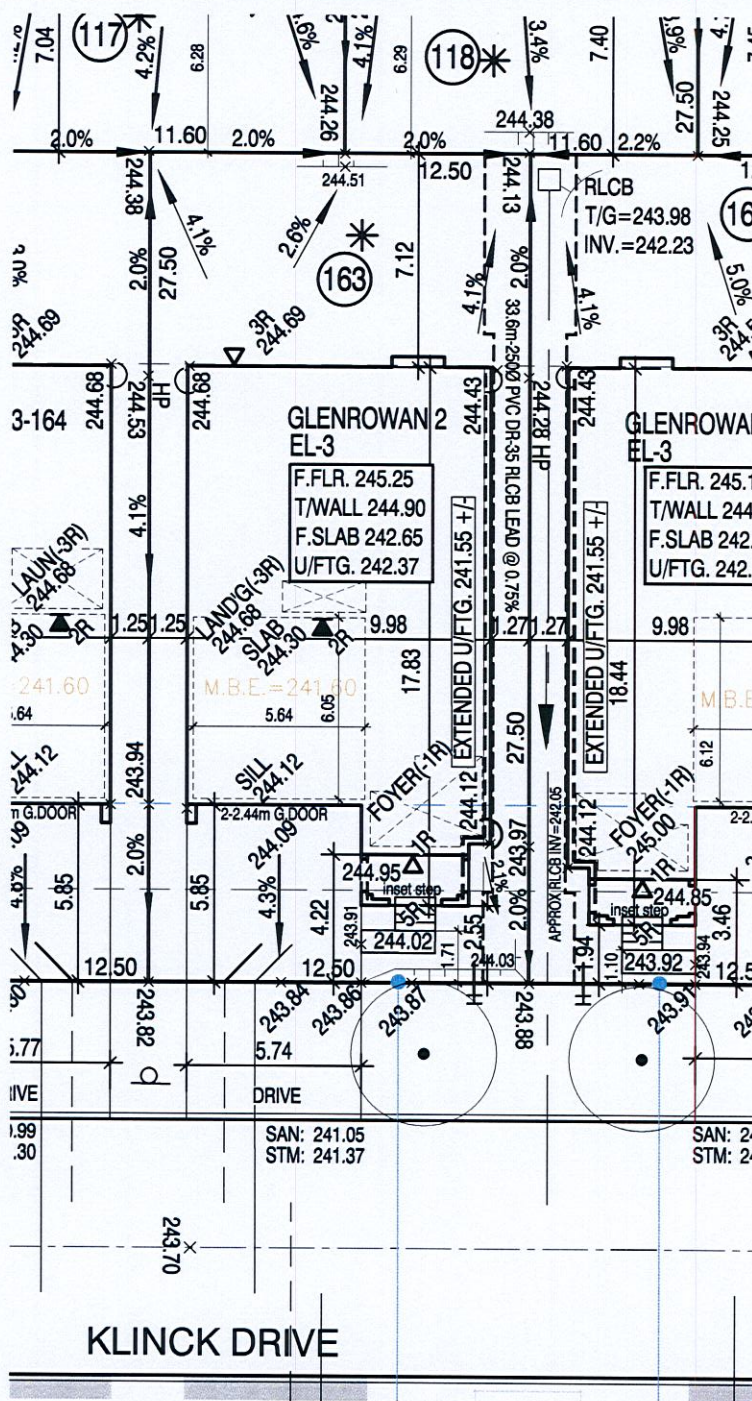 117
7.04
4.2%
6.28
4.1%
244.26
6.29
118
3.4%
7.40
27.50
244.25
244.38
2.0%
11.60
2.0%
2.0%
11.60
2.2%
244.51
12.50
244.38
244.13
RLCB
T/G=243.98
INV.=242.23
4.1%
2.6%
163
7.12
2.0%
27.50
2.0%
4.1%
4.1%
5.0%
3R
244.69
244.69
244.68
244.53
HP
244.68
33.6m-250Ø PVC DR-35 RLCB LEAD @ 0.75%
244.43
244.28 HP
244.43
3-164
GLENROWAN 2
EL-3
F.FLR. 245.25
T/WALL 244.90
F.SLAB 242.65
U/FTG. 242.37
EL-3
4.1%
EXTENDED U/FTG. 241.55 +/-
EXTENDED U/FTG. 241.55 +/-
LAUN(-3R)
244.68
LAND'G(-3R)
244.68
SLAB
244.30
2R
2R
1.25
1.25
9.98
1.27
1.27
9.98
241.60
M.B.E.=241.60
5.64
6.05
17.83
18.44
6.12
27.50
244.12
243.94
SILL
244.12
FOYER(-1R)
244.12
244.12
FOYER(-1R)
245.00
2-2.44m G.DOOR
244.09
2.0%
243.97
APPROX RLCB INV=242.05
1R
244.95
inset step
1R
244.85
inset step
4.8%
5.85
5.85
4.3%
4.22
243.91
5R
244.02
2.55
2.1%
2.0%
1.94
5R
243.92
3.46
243.94
1.71
244.03
1.10
12.50
12.50
243.82
243.84
243.86
243.87
243.88
243.91
5.74
DRIVE
SAN: 241.05
STM: 241.37
243.70
KLINCK DRIVE